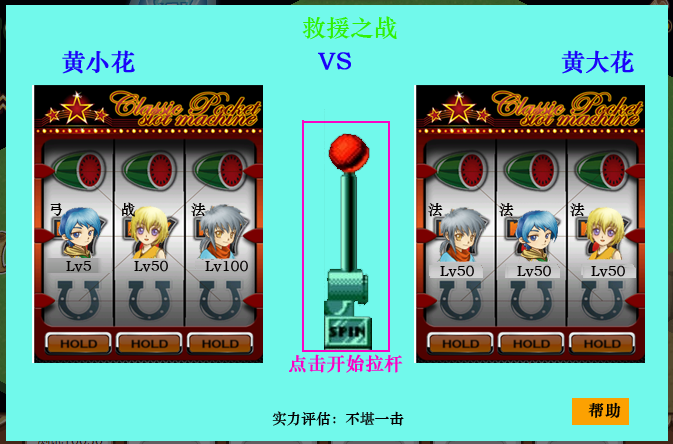 救援之战
黄小花
VS
黄大花
Classic Pocket
slot machine
Classic Pocket
slot machine
弓
战
法
法
法
法
Lv5
Lv50
Lv100
Lv50
Lv50
Lv50
SPIN
HOLD
HOLD
HOLD
HOLD
HOLD
HOLD
点击开始拉杆
实力评估：不堪一击
帮助